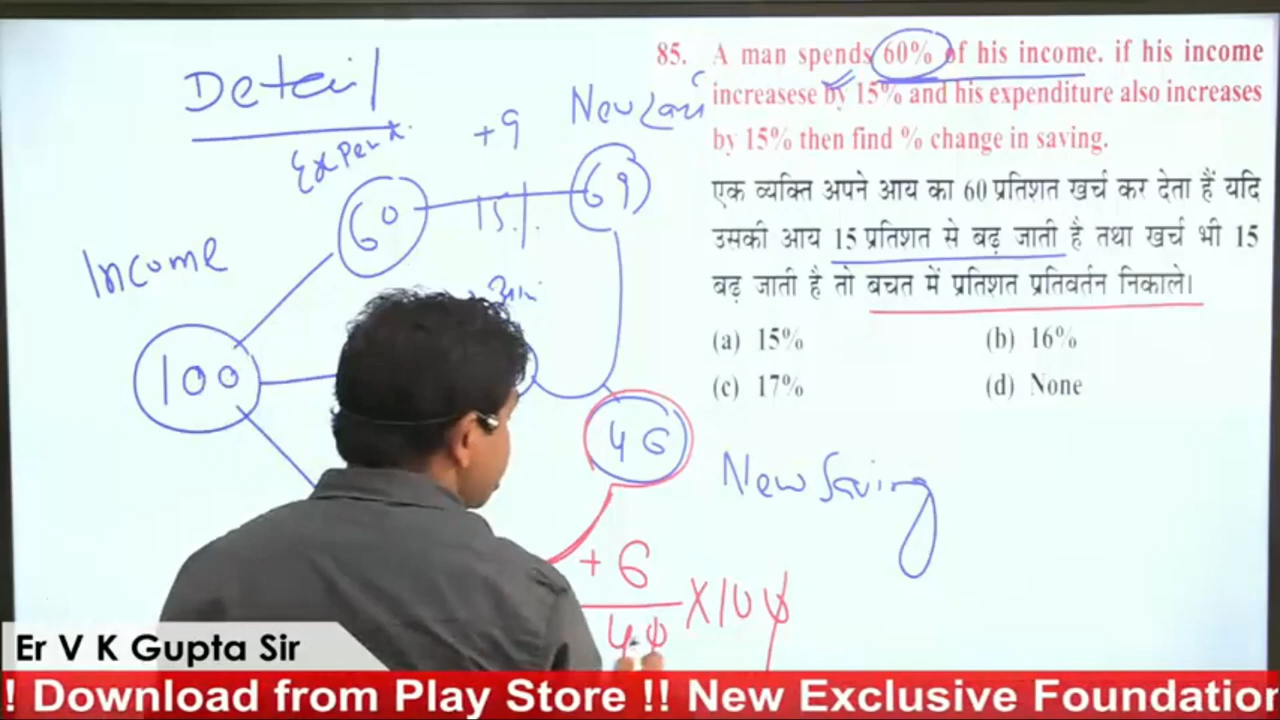 Detail
Expen
+9
60
15%
69
Income
100
46
New Saving
+6
40
X100
85. A man spends 60% of his income. if his income
increasese by 15% and his expenditure also increases
by 15% then find % change in saving.
एक व्यक्ति अपने आय का 60 प्रतिशत खर्च कर देता हैं यदि
उसकी आय 15 प्रतिशत से बढ़ जाती है तथा खर्च भी 15
बढ़ जाती है तो बचत में प्रतिशत प्रतिवर्तन निकाले।
(a) 15% (b) 16%
(c) 17% (d) None
Er V K Gupta Sir
! Download from Play Store !! New Exclusive Foundation